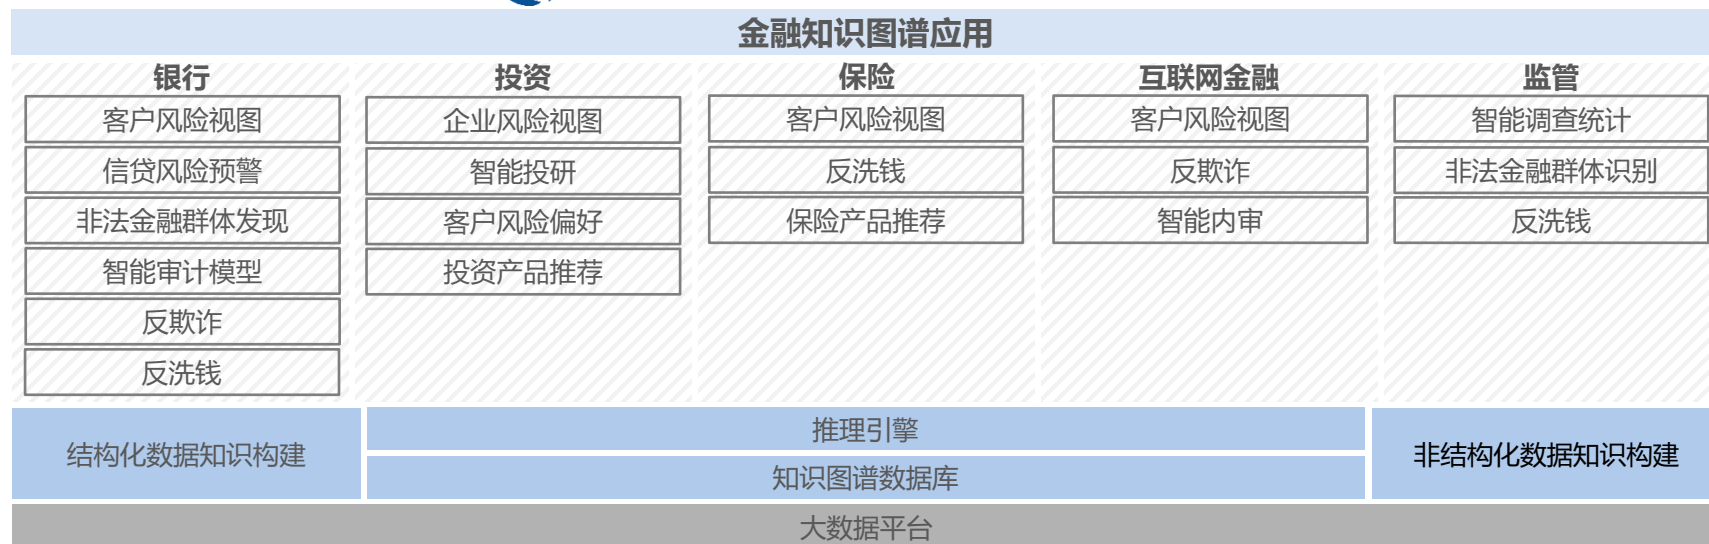 金融知识图谱应用
银行
客户风险视图
信贷风险预警
非法金融群体发现
智能审计模型
反欺诈
反洗钱
投资
企业风险视图
智能投研
客户风险偏好
投资产品推荐
保险
客户风险视图
反洗钱
保险产品推荐
互联网金融
客户风险视图
反欺诈
智能内审
监管
智能调查统计
非法金融群体识别
反洗钱
结构化数据知识构建
推理引擎
知识图谱数据库
非结构化数据知识构建
大数据平台